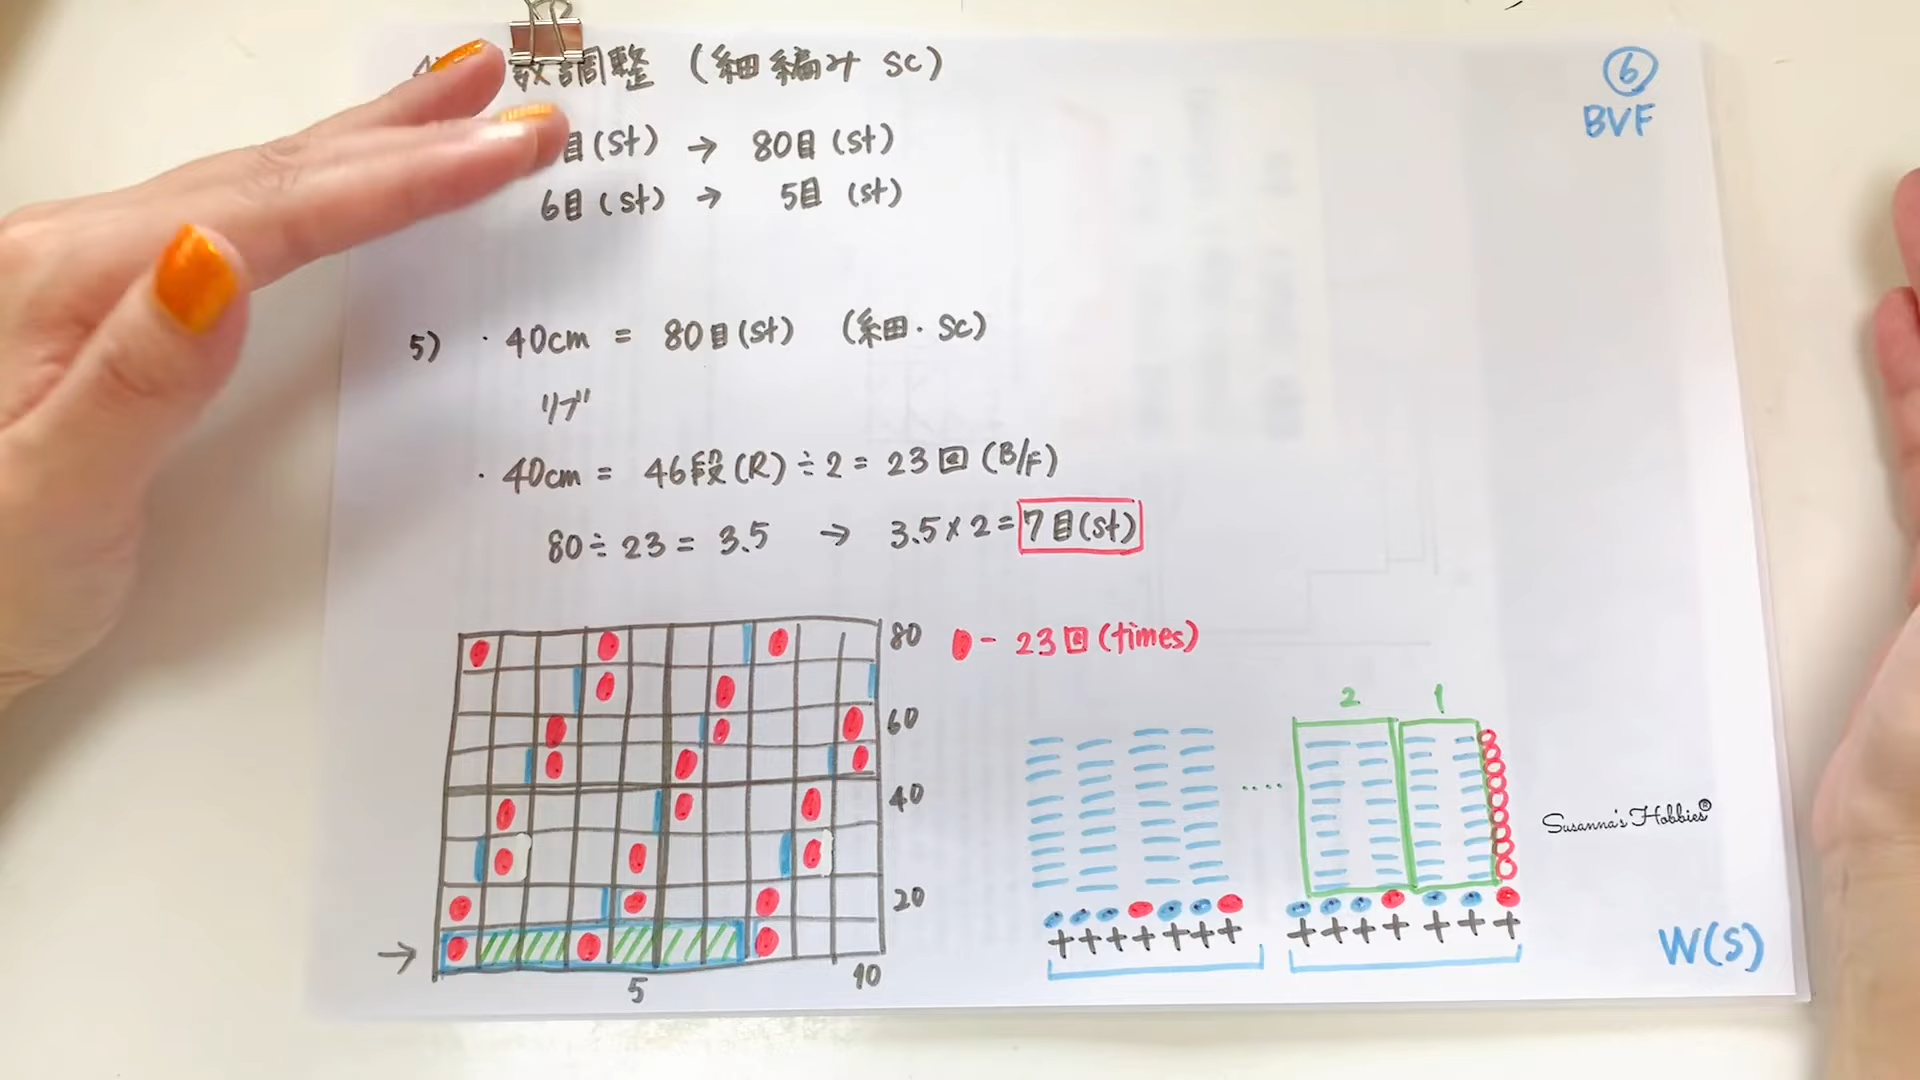 数調整 (細編み sc)
目(st) → 80目(st)
6目(st) → 5目 (st)
5) ・40cm = 80目(st) (細・sc)
リブ
・40cm = 46段(R) ÷ 2 = 23回 (B/F)
80 ÷ 23 = 3.5 → 3.5 × 2 = 7目(st)
80
60
40
20
→
5
10
- 23回(times)
2 1
.....
+++++++ +++++++
⑥
BVF
Susanna's Hobbies®
W(S)